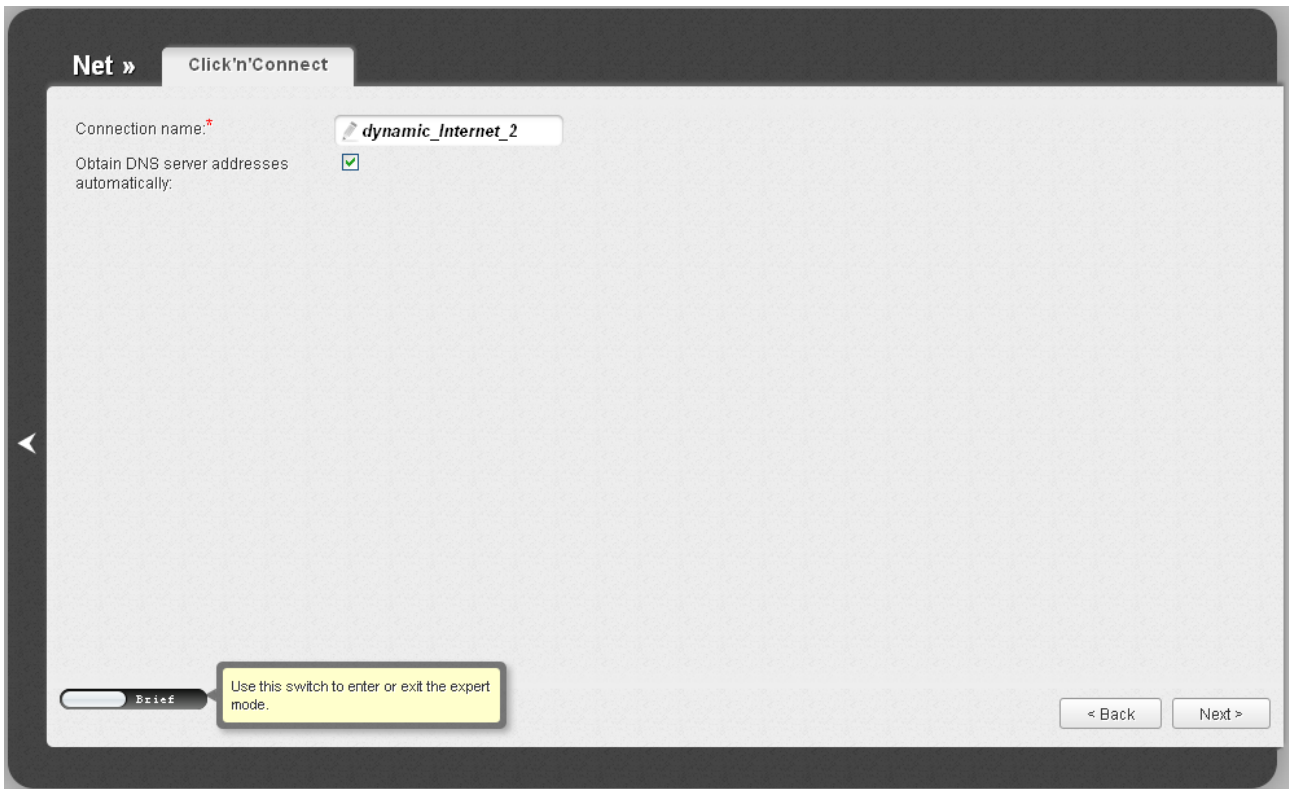 Net »
Click'n'Connect
Connection name:*
dynamic_Internet_2
Obtain DNS server addresses
automatically:
Brief
Use this switch to enter or exit the expert
mode.
< Back
Next >